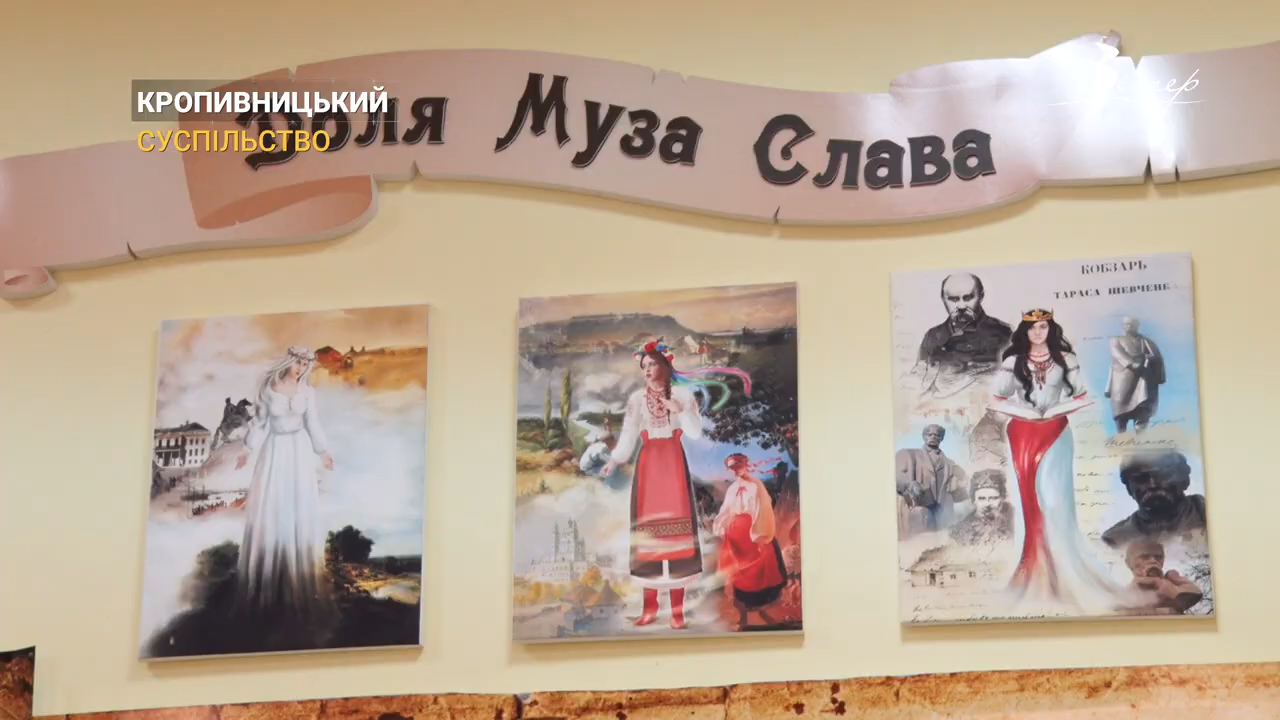 КРОПИВНИЦЬКИЙ
СУСПІЛЬСТВО
Доля Муза Слава
КОБЗАРЬ
ТАРАСА ШЕВЧЕНК